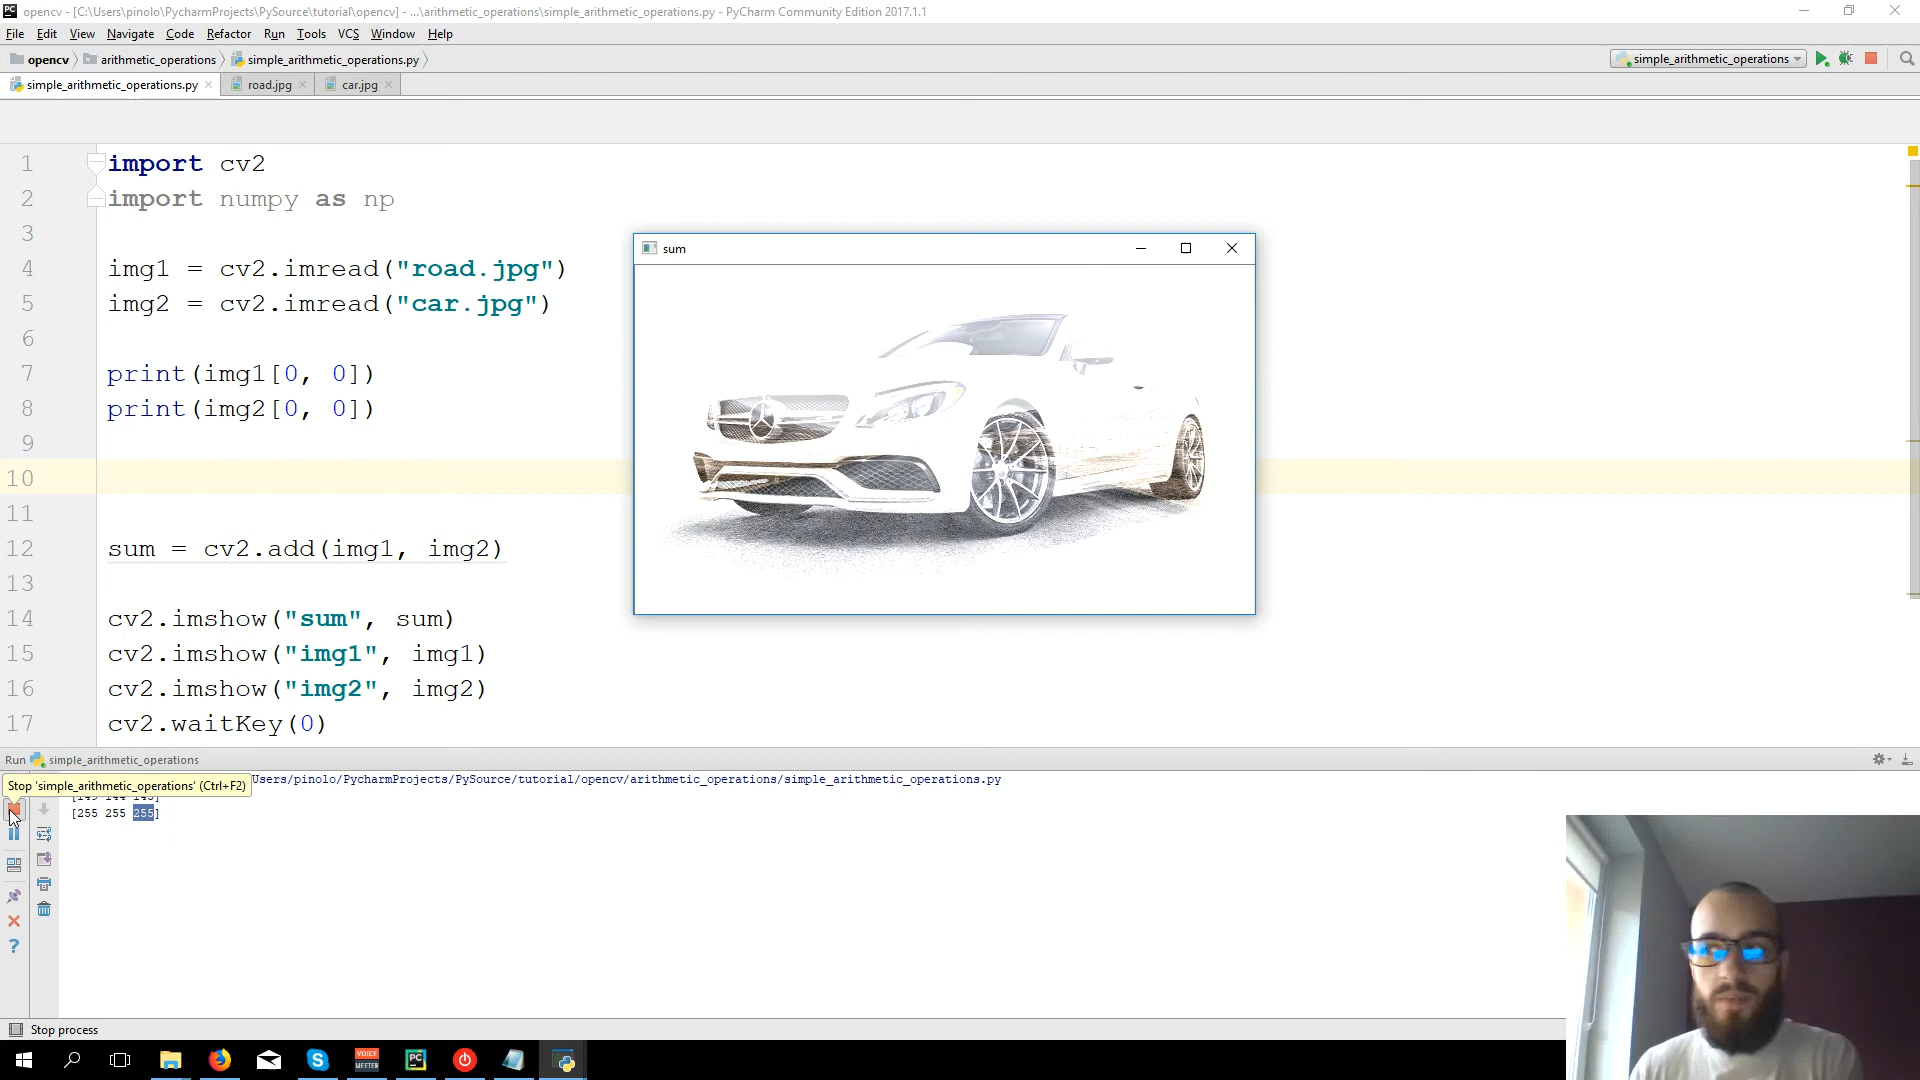 opencv - [C:\Users\pinolo\PycharmProjects\PySource\tutorial\opencv] - ...\arithmetic_operations\simple_arithmetic_operations.py - PyCharm Community Edition 2017.1.1
File Edit View Navigate Code Refactor Run Tools VCS Window Help
opencv arithmetic_operations simple_arithmetic_operations.py simple_arithmetic_operations
simple_arithmetic_operations.py road.jpg car.jpg
1 import cv2
2 import numpy as np
3
4 img1 = cv2.imread("road.jpg")
5 img2 = cv2.imread("car.jpg")
6
7 print(img1[0, 0])
8 print(img2[0, 0])
9
10
11
12 sum = cv2.add(img1, img2)
13
14 cv2.imshow("sum", sum)
15 cv2.imshow("img1", img1)
16 cv2.imshow("img2", img2)
17 cv2.waitKey(0)
sum
Run simple_arithmetic_operations
Users/pinolo/PycharmProjects/PySource/tutorial/opencv/arithmetic_operations/simple_arithmetic_operations.py
Stop 'simple_arithmetic_operations' (Ctrl+F2)
[255 255 255]
Stop process
VOICE
MEETER
PC